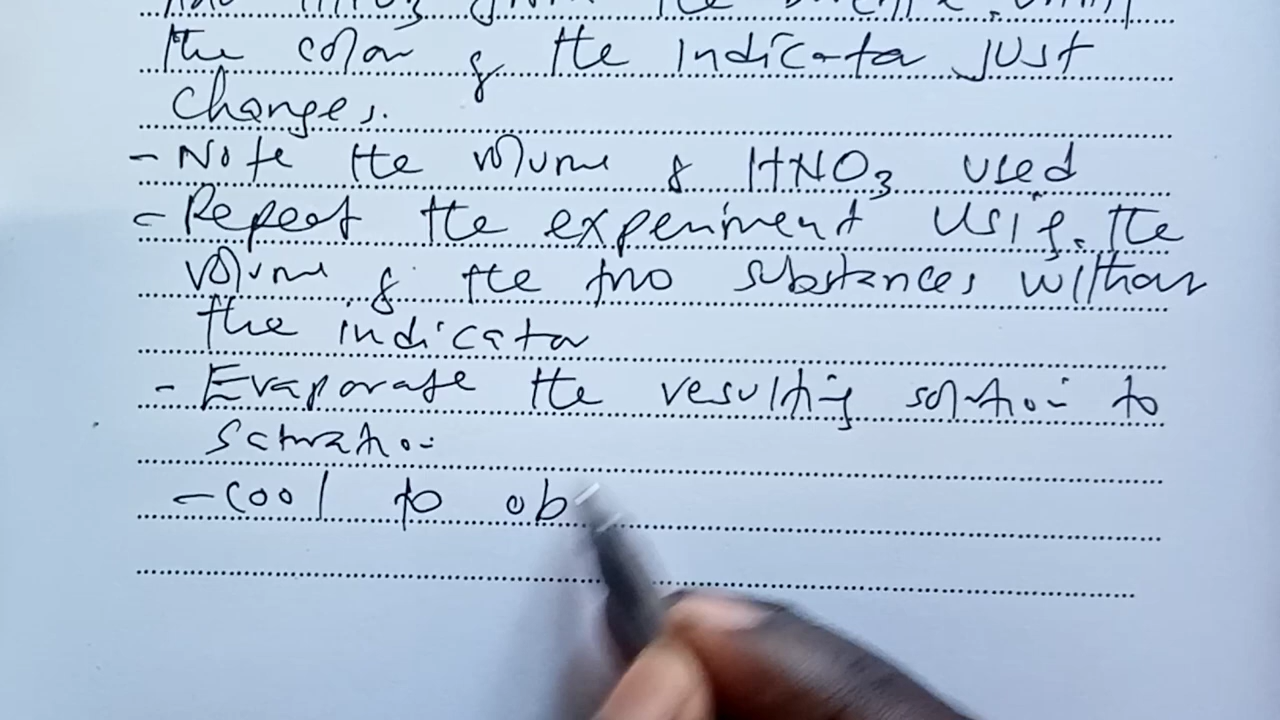 the color of the indicator just
changes.
- Note the volume of HNO3 used
- Repeat the experiment using the
volume of the two substances without
the indicator
- Evaporate the resulting solution to
saturation
- cool to ob